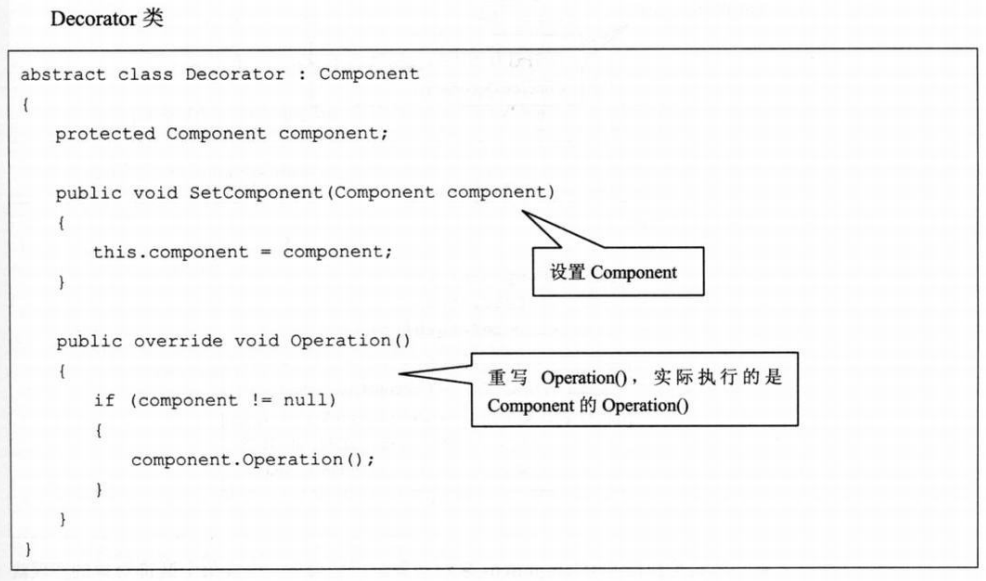 Decorator 类
abstract class Decorator : Component
{
protected Component component;
public void SetComponent(Component component)
{
this.component = component;
}
设置 Component
public override void Operation()
{
if (component != null)
{
component.Operation();
}
}
}
重写 Operation()，实际执行的是
Component 的 Operation()